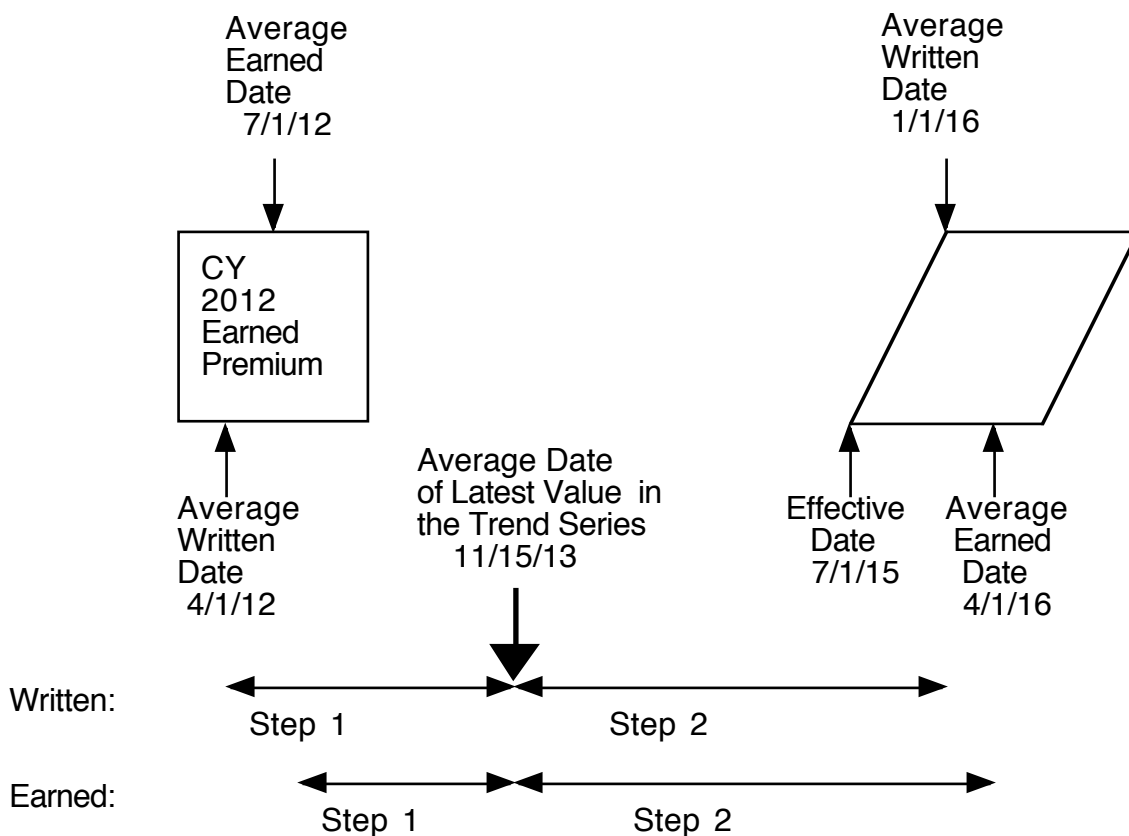 Average
Earned
Date
7/1/12
Average
Written
Date
1/1/16
CY
2012
Earned
Premium
Average
Written
Date
4/1/12
Average Date
of Latest Value in
the Trend Series
11/15/13
Effective
Date
7/1/15
Average
Earned
Date
4/1/16
Written:
Step 1
Step 2
Earned:
Step 1
Step 2